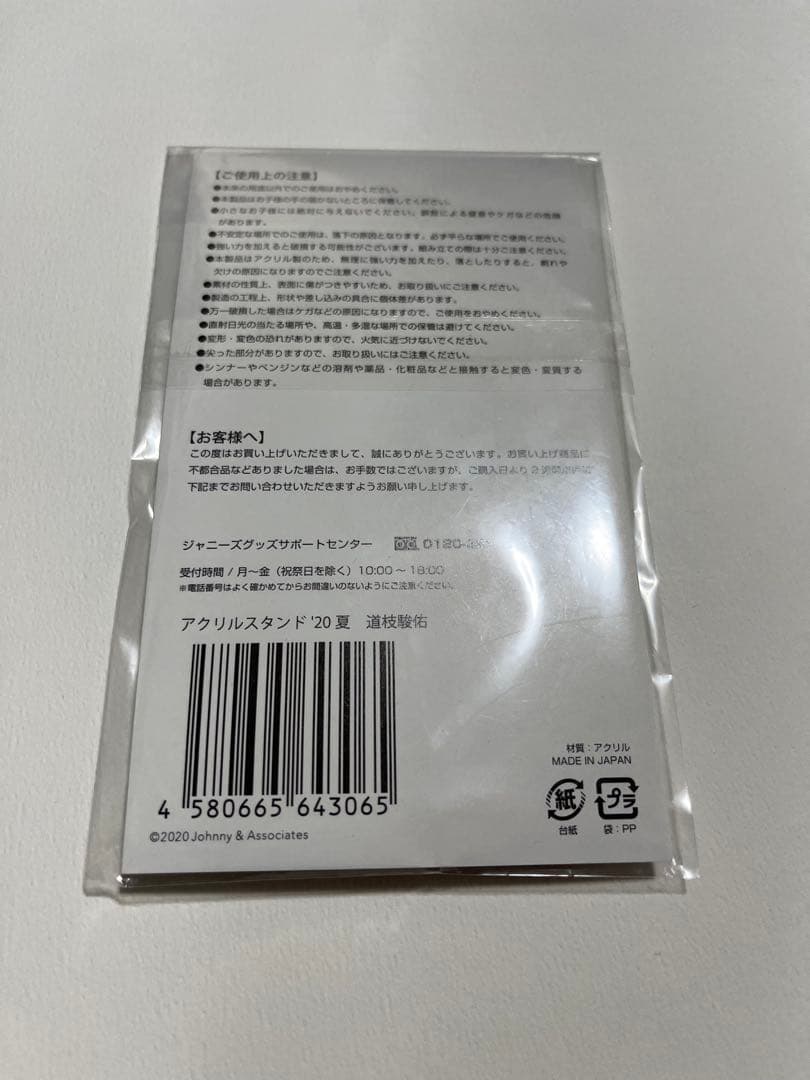 【ご使用上の注意】
●本来の用途以外でのご使用はおやめください。
●本製品はお子様の手の届かないところに保管してください。
●小さなお子様には絶対に与えないでください。誤飲による窒息やケガなどの危険
があります。
●不安定な場所でのご使用は、落下の原因となります。必ず平らな場所でご使用ください。
●強い力を加えると破損する可能性がございます。組み立ての際は十分ご注意ください。
●本製品はアクリル製のため、無理に強い力を加えたり、落としたりすると、割れや
欠けの原因になりますのでご注意ください。
●素材の性質上、表面に傷がつきやすいため、お取り扱いにご注意ください。
●製造の工程上、形状や差し込みの具合に個体差があります。
●万一破損した場合はケガなどの原因になりますので、ご使用をおやめください。
●直射日光の当たる場所や、高温・多湿な場所での保管は避けてください。
●変形・変色の恐れがありますので、火気に近づけないでください。
●尖った部分がありますので、お取り扱いにはご注意ください。
●シンナーやベンジンなどの溶剤や薬品・化粧品などと接触すると変色・変質する
場合があります。
【お客様へ】
この度はお買い上げいただきまして、誠にありがとうございます。お買い上げ商品に
不都合品などありました場合は、お手数ではございますが、ご購入日より2週間以内に
下記までお問い合わせいただきますようお願い申し上げます。
ジャニーズグッズサポートセンター 0120-
受付時間 / 月～金（祝祭日を除く）10:00～18:00
※電話番号はよく確かめてからお間違いのないようにご注意ください。
アクリルスタンド '20 夏 道枝駿佑
4 580665 643065
©2020 Johnny & Associates
材質：アクリル
MADE IN JAPAN
紙 プラ
台紙 袋：PP